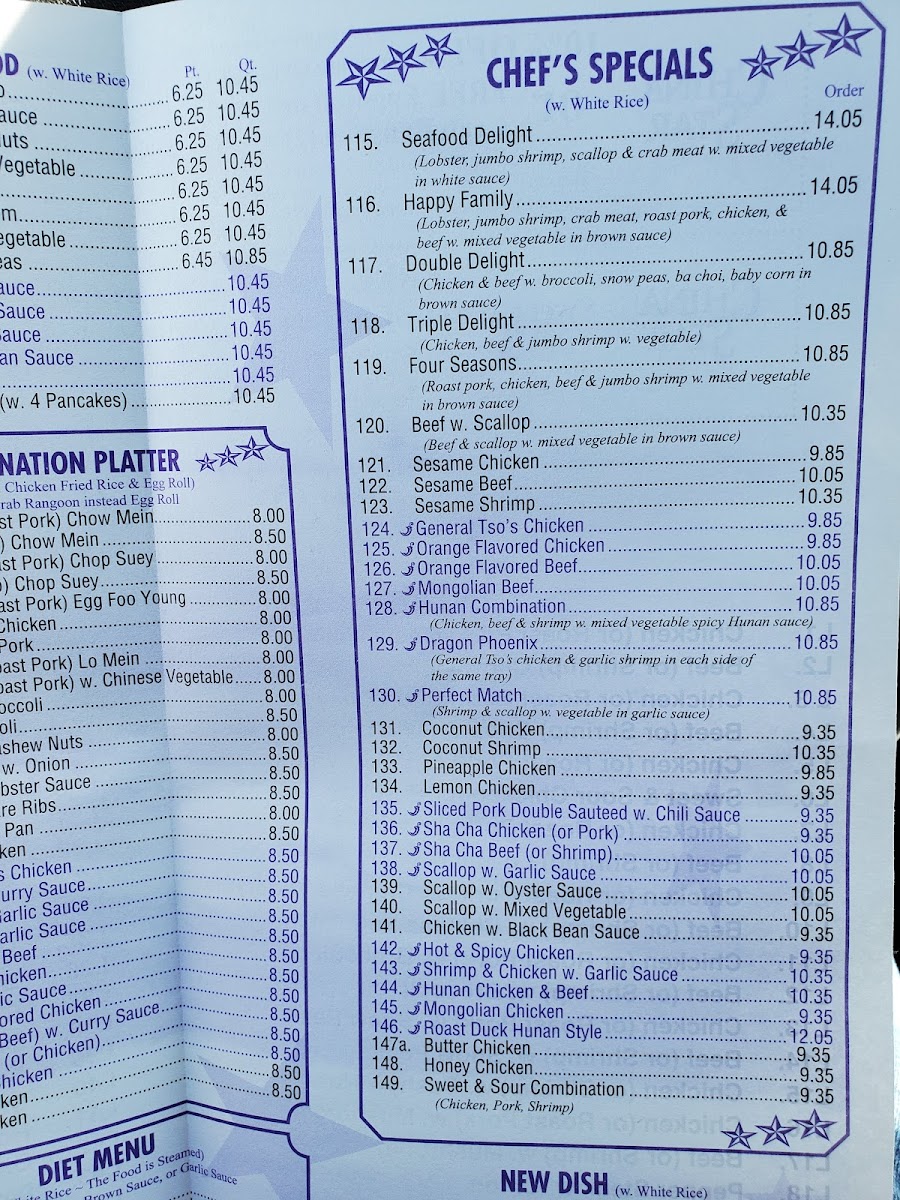 OD (w. White Rice)
Pt. Qt.
6.25 10.45
auce 6.25 10.45
uts 6.25 10.45
Vegetable 6.25 10.45
6.25 10.45
m 6.25 10.45
egetable 6.25 10.45
eas 6.45 10.85
auce 10.45
Sauce 10.45
Sauce 10.45
an Sauce 10.45
10.45
(w. 4 Pancakes) 10.45
NATION PLATTER
Chicken Fried Rice & Egg Roll)
rab Rangoon instead Egg Roll
st Pork) Chow Mein 8.00
) Chow Mein 8.50
ast Pork) Chop Suey 8.00
) Chop Suey 8.50
ast Pork) Egg Foo Young 8.00
Chicken 8.00
Pork 8.00
oast Pork) Lo Mein 8.00
oast Pork) w. Chinese Vegetable 8.00
occoli 8.00
oli 8.50
ashew Nuts 8.00
w. Onion 8.50
bster Sauce 8.50
re Ribs 8.50
Pan 8.00
ken 8.50
s Chicken 8.50
urry Sauce 8.50
Garlic Sauce 8.50
arlic Sauce 8.50
Beef 8.50
hicken 8.50
ic Sauce 8.50
ored Chicken 8.50
Beef) w. Curry Sauce 8.50
(or Chicken) 8.50
Chicken 8.50
ken 8.50
ken 8.50
DIET MENU
hite Rice ~ The Food is Steamed)
Brown Sauce, or Garlic Sauce
CHEF'S SPECIALS
(w. White Rice)
Order
115. Seafood Delight 14.05
(Lobster, jumbo shrimp, scallop & crab meat w. mixed vegetable
in white sauce)
116. Happy Family 14.05
(Lobster, jumbo shrimp, crab meat, roast pork, chicken, &
beef w. mixed vegetable in brown sauce)
117. Double Delight 10.85
(Chicken & beef w. broccoli, snow peas, ba choi, baby corn in
brown sauce)
118. Triple Delight 10.85
(Chicken, beef & jumbo shrimp w. vegetable)
119. Four Seasons 10.85
(Roast pork, chicken, beef & jumbo shrimp w. mixed vegetable
in brown sauce)
120. Beef w. Scallop 10.35
(Beef & scallop w. mixed vegetable in brown sauce)
121. Sesame Chicken 9.85
122. Sesame Beef 10.05
123. Sesame Shrimp 10.35
124. General Tso's Chicken 9.85
125. Orange Flavored Chicken 9.85
126. Orange Flavored Beef 10.05
127. Mongolian Beef 10.05
128. Hunan Combination 10.85
(Chicken, beef & shrimp w. mixed vegetable spicy Hunan sauce)
129. Dragon Phoenix 10.85
(General Tso's chicken & garlic shrimp in each side of
the same tray)
130. Perfect Match 10.85
(Shrimp & scallop w. vegetable in garlic sauce)
131. Coconut Chicken 9.35
132. Coconut Shrimp 10.35
133. Pineapple Chicken 9.85
134. Lemon Chicken 9.35
135. Sliced Pork Double Sauteed w. Chili Sauce 9.35
136. Sha Cha Chicken (or Pork) 9.35
137. Sha Cha Beef (or Shrimp) 10.05
138. Scallop w. Garlic Sauce 10.05
139. Scallop w. Oyster Sauce 10.05
140. Scallop w. Mixed Vegetable 10.05
141. Chicken w. Black Bean Sauce 9.35
142. Hot & Spicy Chicken 9.35
143. Shrimp & Chicken w. Garlic Sauce 10.35
144. Hunan Chicken & Beef 10.35
145. Mongolian Chicken 9.35
146. Roast Duck Hunan Style 12.05
147a. Butter Chicken 9.35
148. Honey Chicken 9.35
149. Sweet & Sour Combination 9.35
(Chicken, Pork, Shrimp)
NEW DISH (w. White Rice)